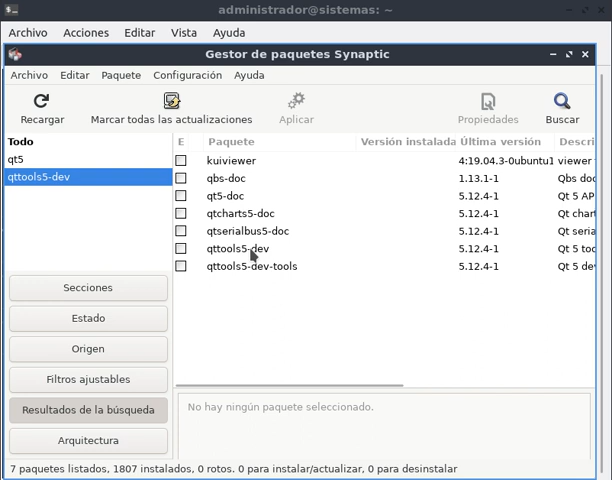 administrador@sistemas: ~
Archivo Acciones Editar Vista Ayuda
Gestor de paquetes Synaptic
Archivo Editar Paquete Configuración Ayuda
Recargar Marcar todas las actualizaciones Aplicar Propiedades Buscar
Todo
qt5
qttools5-dev
E Paquete Versión instalada Última versión Descri
kuiviewer 4:19.04.3-0ubuntu1 viewer
qbs-doc 1.13.1-1 Qbs doc
qt5-doc 5.12.4-1 Qt 5 AP
qtcharts5-doc 5.12.4-1 Qt chart
qtserialbus5-doc 5.12.4-1 Qt seria
qttools5-dev 5.12.4-1 Qt 5 too
qttools5-dev-tools 5.12.4-1 Qt 5 dev
Secciones
Estado
Origen
Filtros ajustables
Resultados de la búsqueda
Arquitectura
No hay ningún paquete seleccionado.
7 paquetes listados, 1807 instalados, 0 rotos. 0 para instalar/actualizar, 0 para desinstalar